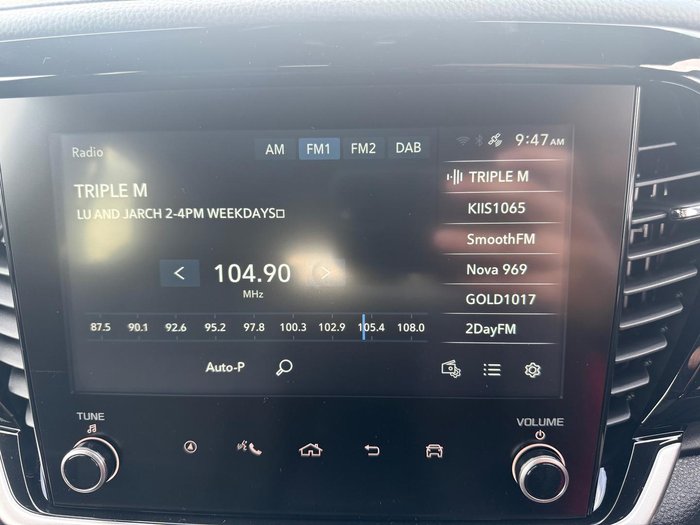 Radio
AM FM1 FM2 DAB
9:47 AM
TRIPLE M
LU AND JARCH 2-4PM WEEKDAYS□
< 104.90 >
MHz
87.5 90.1 92.6 95.2 97.8 100.3 102.9 105.4 108.0
Auto-P
TRIPLE M
KIIS1065
SmoothFM
Nova 969
GOLD1017
2DayFM
TUNE
VOLUME